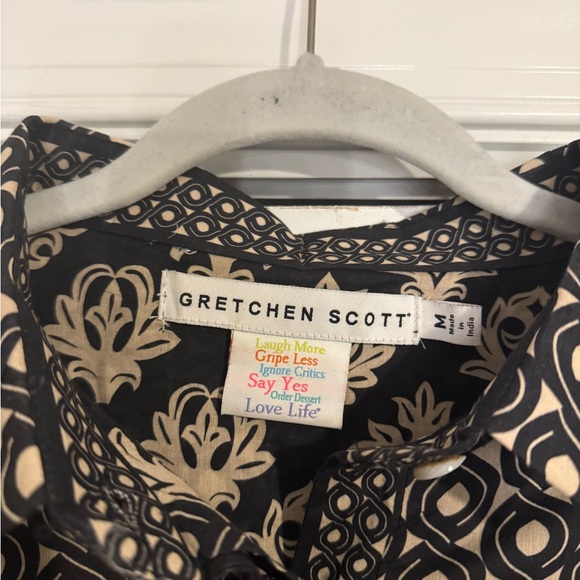 GRETCHEN SCOTT®
M
Made
in
India
Laugh More
Gripe Less
Ignore Critics
Say Yes
Order Dessert
Love Life®